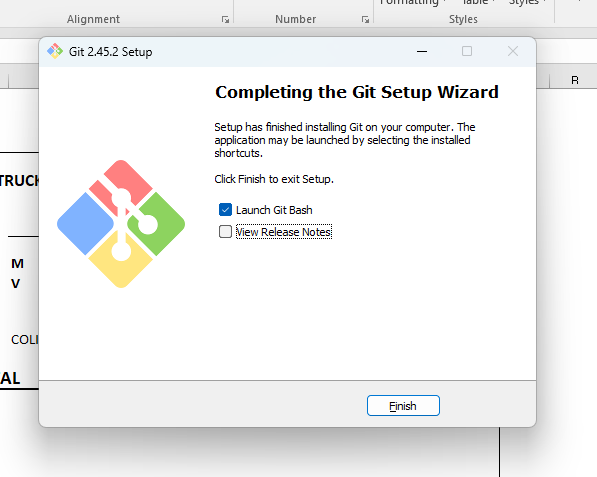 Formatting Table Styles
Alignment Number Styles
Git 2.45.2 Setup
R
Completing the Git Setup Wizard
Setup has finished installing Git on your computer. The
application may be launched by selecting the installed
shortcuts.
Click Finish to exit Setup.
TRUCK
Launch Git Bash
View Release Notes
M
V
COLI
AL
Finish